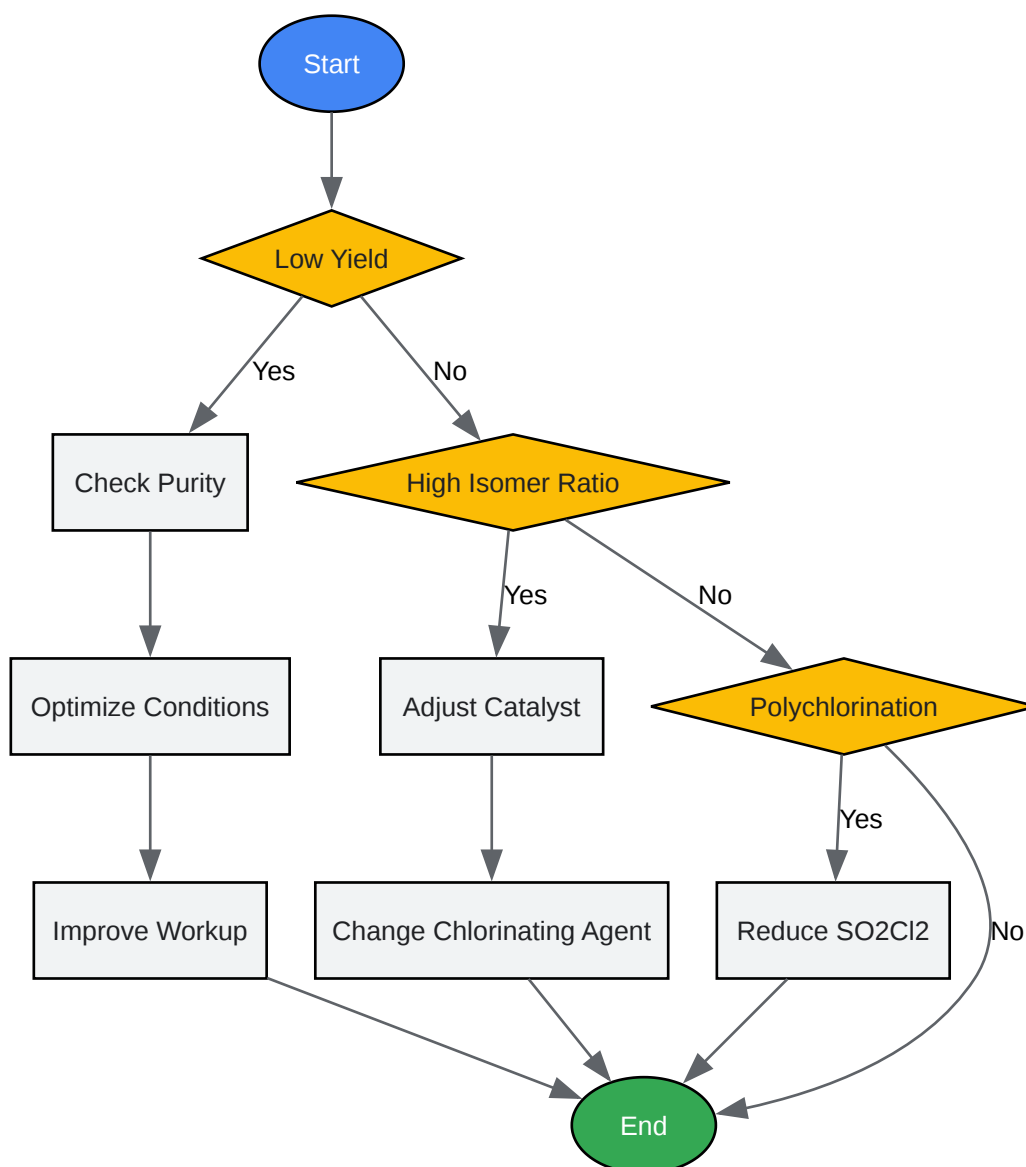 Start
Low Yield
Yes
No
Check Purity
High Isomer Ratio
Yes
No
Optimize Conditions
Adjust Catalyst
Polychlorination
Yes
Improve Workup
Change Chlorinating Agent
Reduce SO2Cl2
No
End